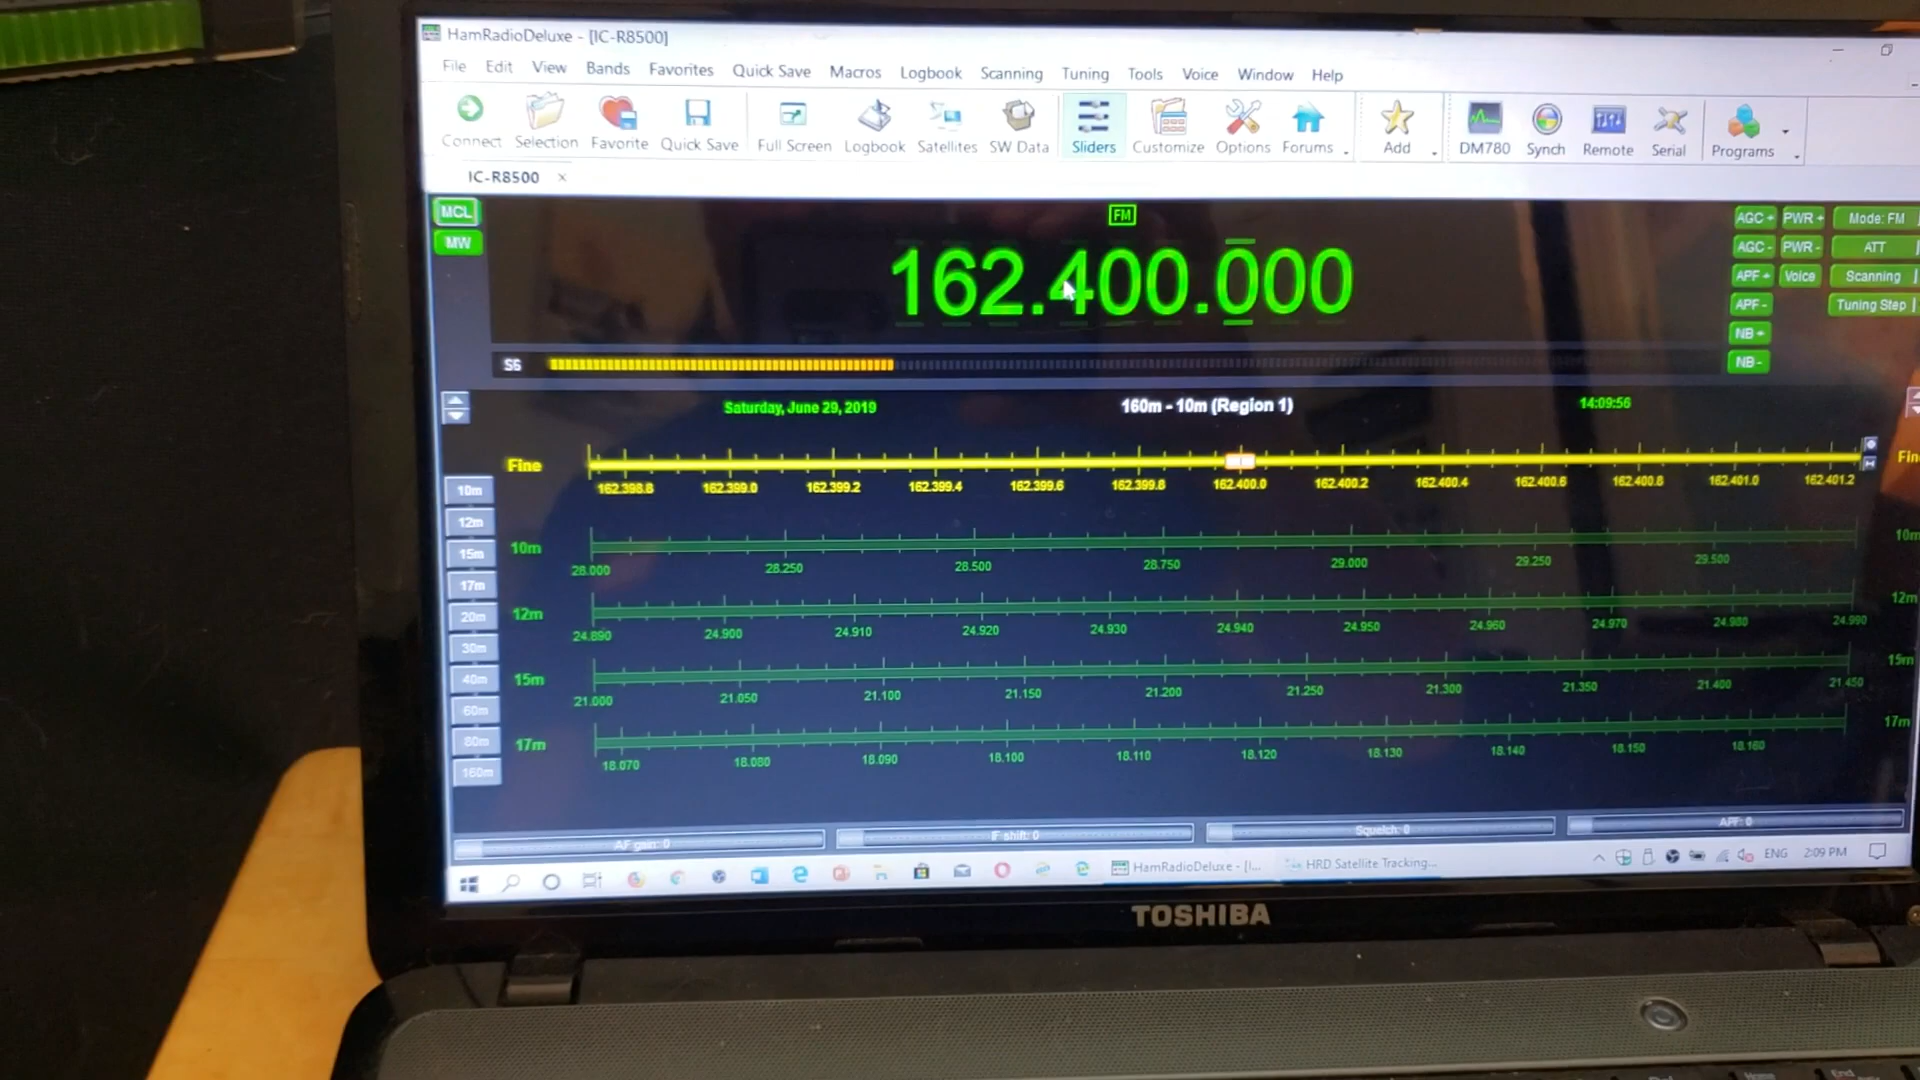 HamRadioDeluxe - [IC-R8500]
File Edit View Bands Favorites Quick Save Macros Logbook Scanning Tuning Tools Voice Window Help
Connect Selection Favorite Quick Save Full Screen Logbook Satellites SW Data Sliders Customize Options Forums Add DM780 Synch Remote Serial Programs
IC-R8500 x
MCL FM AGC + PWR + Mode: FM
MW 162.400.000 AGC - PWR - ATT
APF + Voice Scanning
APF - Tuning Step
NB +
S5 NB -
Saturday, June 29, 2019 160m - 10m (Region 1) 14:09:56
Fine Fin
162.398.8 162.399.0 162.399.2 162.399.4 162.399.6 162.399.8 162.400.0 162.400.2 162.400.4 162.400.6 162.400.8 162.401.0 162.401.2
10m
12m
15m
17m
20m
30m
40m
60m
80m
160m
10m 10m
28.000 28.250 28.500 28.750 29.000 29.250 29.500
12m 12m
24.890 24.900 24.910 24.920 24.930 24.940 24.950 24.960 24.970 24.980 24.990
15m 15m
21.000 21.050 21.100 21.150 21.200 21.250 21.300 21.350 21.400 21.450
17m 17m
18.070 18.080 18.090 18.100 18.110 18.120 18.130 18.140 18.150 18.160
AF gain: 0 IF shift: 0 Squelch: 0 APF: 0
HamRadioDeluxe - [I... HRD Satellite Tracking... ENG 2:09 PM
TOSHIBA
Home End